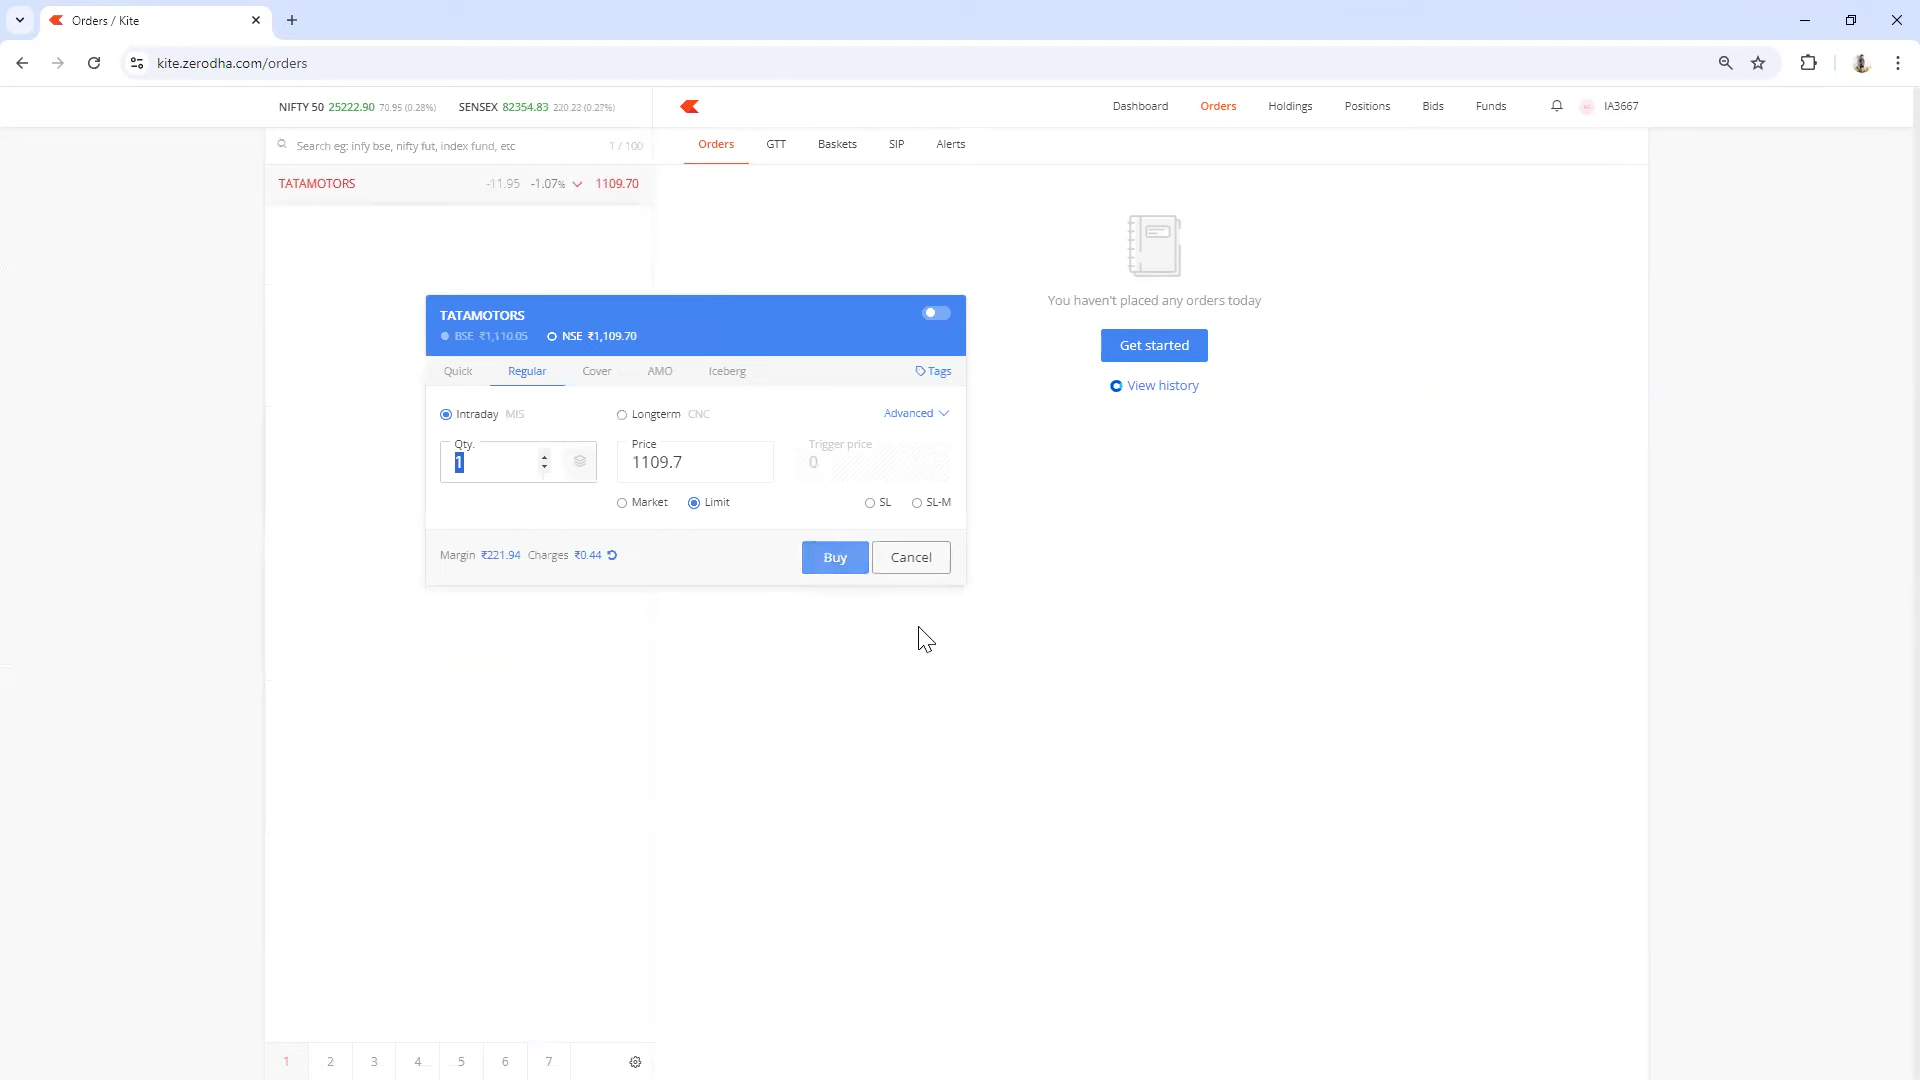 Orders / Kite
kite.zerodha.com/orders
NIFTY 50 25222.90 70.95 (0.28%) SENSEX 82354.83 220.22 (0.27%)
Dashboard Orders Holdings Positions Bids Funds IA3667
Search eg: infy bse, nifty fut, index fund, etc 1 / 100
Orders GTT Baskets SIP Alerts
TATAMOTORS -11.95 -1.07% 1109.70
You haven't placed any orders today
Get started
View history
TATAMOTORS
BSE ₹1,110.05 NSE ₹1,109.70
Quick Regular Cover AMO Iceberg Tags
Intraday MIS Longterm CNC Advanced
Qty. Price Trigger price
1 1109.7 0
Market Limit SL SL-M
Margin ₹221.94 Charges ₹0.44 Buy Cancel
1 2 3 4 5 6 7